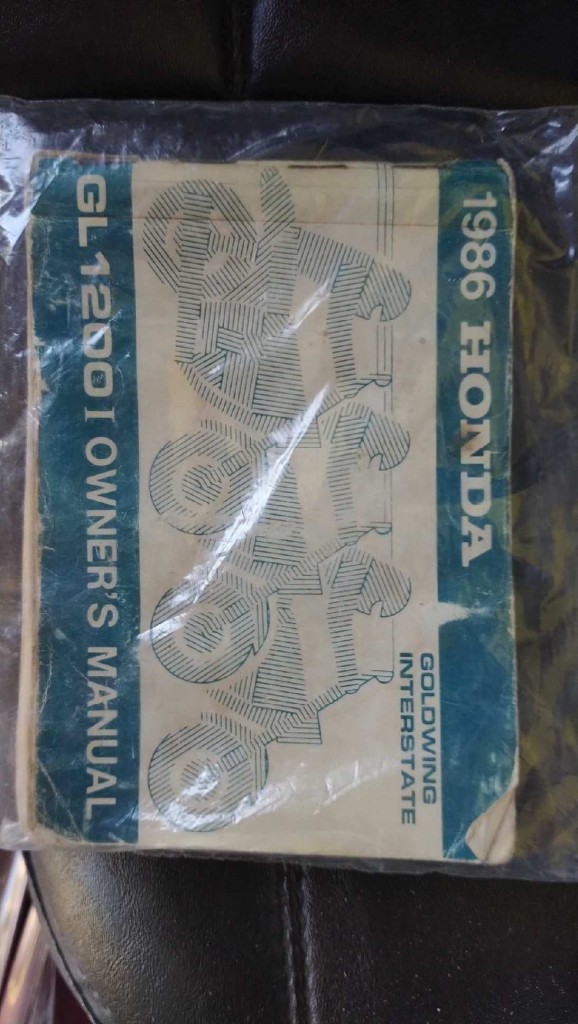 1986 HONDA
GOLDWING
INTERSTATE
GL1200I OWNER'S MANUAL